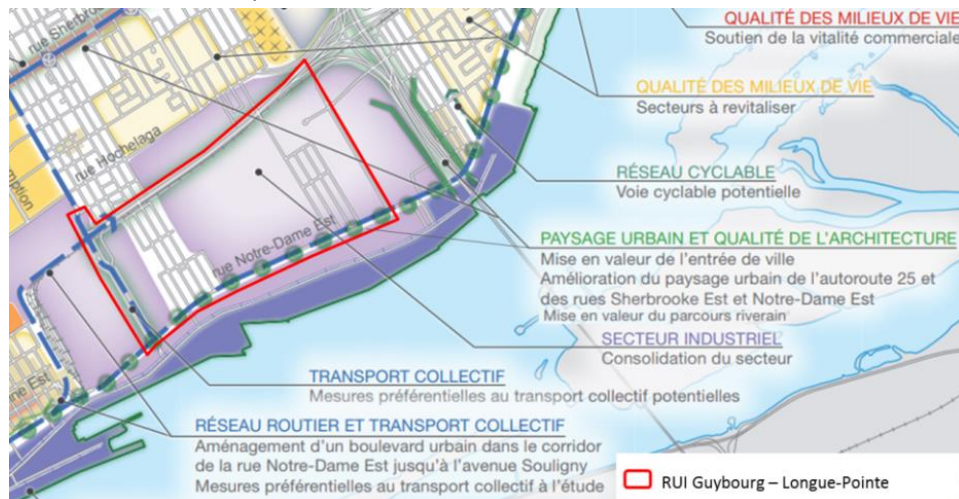 rue Sherbro
QUALITÉ DES MILIEUX DE VIE
Soutien de la vitalité commerciale
QUALITÉ DES MILIEUX DE VIE
Secteurs à revitaliser
rue Hochelaga
mption
RÉSEAU CYCLABLE
Voie cyclable potentielle
PAYSAGE URBAIN ET QUALITÉ DE L'ARCHITECTURE
Mise en valeur de l'entrée de ville
Amélioration du paysage urbain de l'autoroute 25 et
des rues Sherbrooke Est et Notre-Dame Est
Mise en valeur du parcours riverain
rue Notre-Dame Est
SECTEUR INDUSTRIEL
Consolidation du secteur
TRANSPORT COLLECTIF
Mesures préférentielles au transport collectif potentielles
ine Est
RÉSEAU ROUTIER ET TRANSPORT COLLECTIF
Aménagement d'un boulevard urbain dans le corridor
de la rue Notre-Dame Est jusqu'à l'avenue Souligny
Mesures préférentielles au transport collectif à l'étude
RUI Guybourg – Longue-Pointe